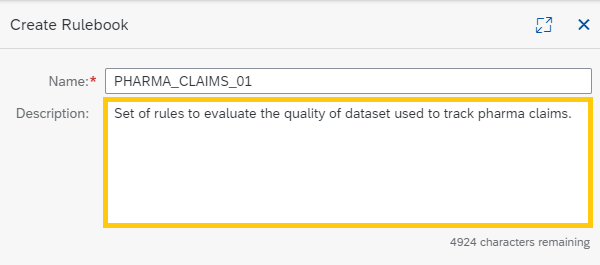 Create Rulebook
Name:* PHARMA_CLAIMS_01
Description: Set of rules to evaluate the quality of dataset used to track pharma claims.
4924 characters remaining